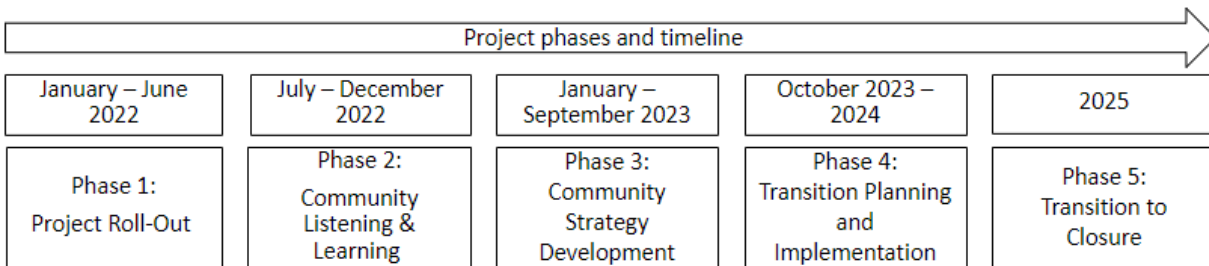 Project phases and timeline
January – June
2022
July – December
2022
January –
September 2023
October 2023 –
2024
2025
Phase 1:
Project Roll-Out
Phase 2:
Community
Listening &
Learning
Phase 3:
Community
Strategy
Development
Phase 4:
Transition Planning
and
Implementation
Phase 5:
Transition to
Closure